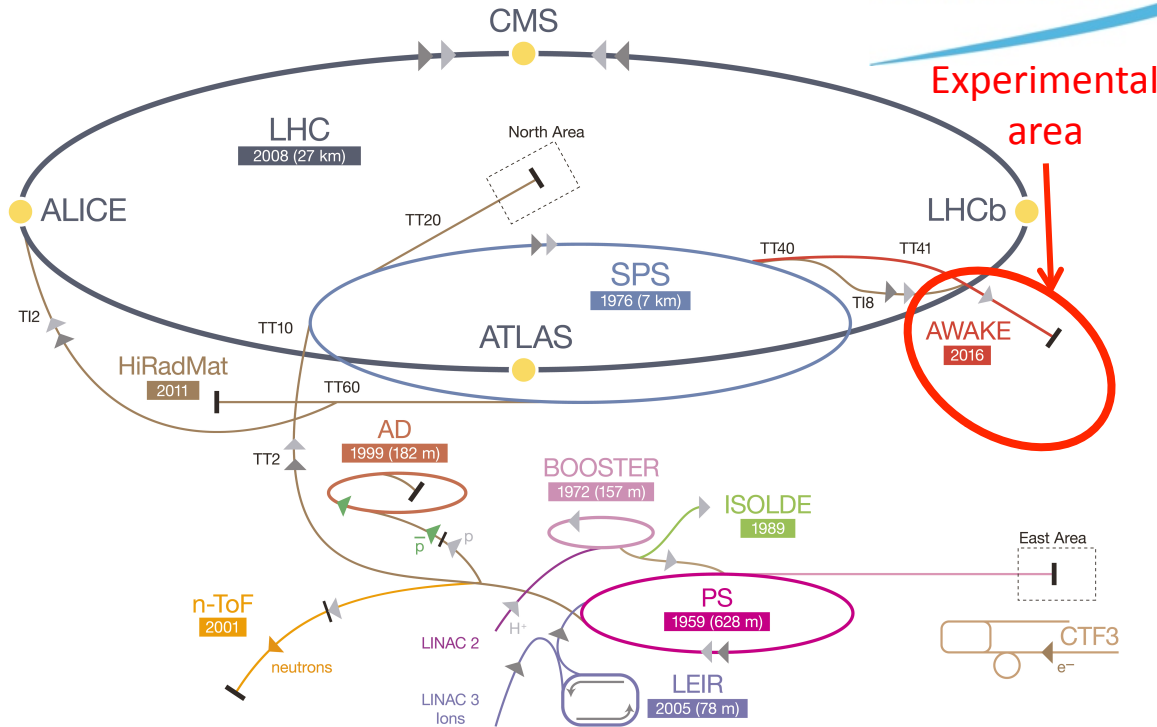 CMS
Experimental
area
LHC
2008 (27 km)
North Area
ALICE
TT20
LHCb
TT40
TT41
SPS
1976 (7 km)
TI2
TT10
TI8
ATLAS
AWAKE
2016
HiRadMat
2011
TT60
AD
1999 (182 m)
TT2
BOOSTER
1972 (157 m)
ISOLDE
1989
p
p
East Area
n-ToF
2001
PS
1959 (628 m)
LINAC 2
H⁺
CTF3
e⁻
neutrons
LEIR
2005 (78 m)
LINAC 3
Ions